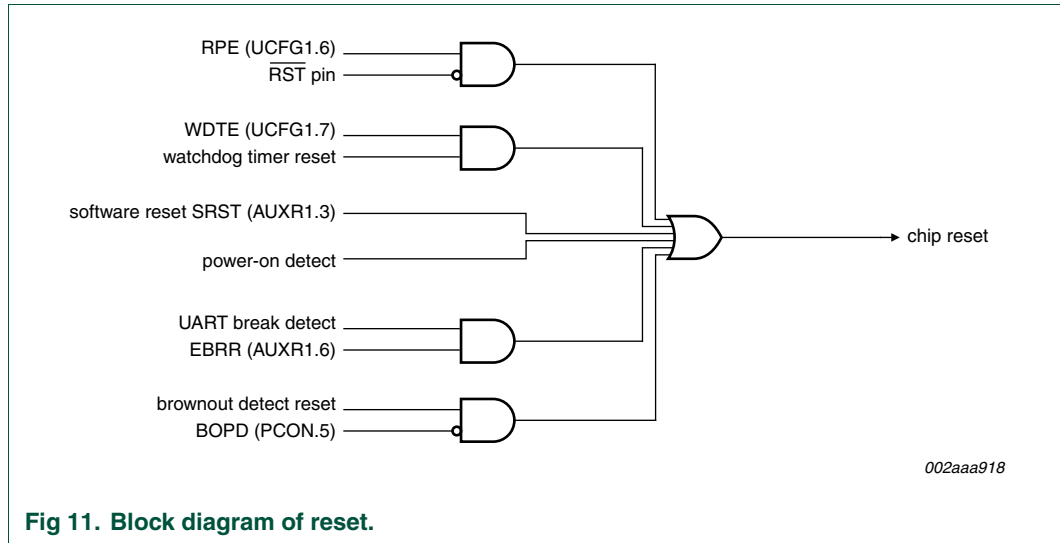 RPE (UCFG1.6)
RST pin
WDTE (UCFG1.7)
watchdog timer reset
software reset SRST (AUXR1.3)
power-on detect
UART break detect
EBRR (AUXR1.6)
brownout detect reset
BOPD (PCON.5)
chip reset
002aaa918
Fig 11. Block diagram of reset.